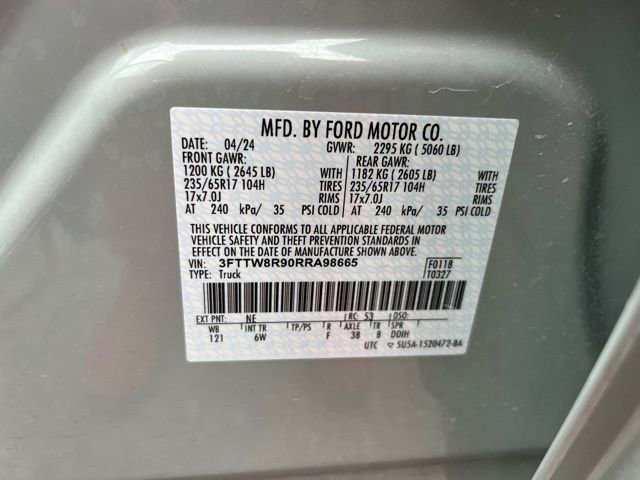 MFD. BY FORD MOTOR CO.
DATE: 04/24 GVWR: 2295 KG ( 5060 LB)
FRONT GAWR: REAR GAWR:
1200 KG ( 2645 LB) WITH 1182 KG ( 2605 LB) WITH
235/65R17 104H TIRES 235/65R17 104H TIRES
17x7.0J RIMS 17x7.0J RIMS
AT 240 kPa/ 35 PSI COLD AT 240 kPa/ 35 PSI COLD
THIS VEHICLE CONFORMS TO ALL APPLICABLE FEDERAL MOTOR
VEHICLE SAFETY AND THEFT PREVENTION STANDARDS IN
EFFECT ON THE DATE OF MANUFACTURE SHOWN ABOVE.
VIN: 3FTTW8R90RRA98665 F0118
TYPE: Truck T0327
EXT PNT: NE RC: 53 DSO:
WB INT TR TP/PS R AXLE TR SPR
121 6W F 38 8 DDIH
UTC ▽ 5U5A-1520472-BA